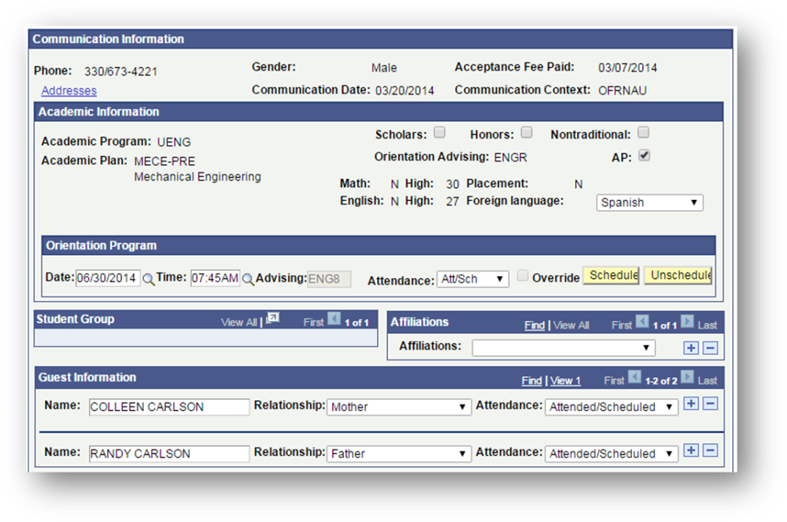 Communication Information
Phone: 330/673-4221 Gender: Male Acceptance Fee Paid: 03/07/2014
Addresses Communication Date: 03/20/2014 Communication Context: OFRNAU
Academic Information
Scholars: Honors: Nontraditional:
Academic Program: UENG
Orientation Advising: ENGR AP:
Academic Plan: MECE-PRE
Mechanical Engineering
Math: N High: 30 Placement: N
English: N High: 27 Foreign language: Spanish
Orientation Program
Date: 06/30/2014 Time: 07:45AM Advising: ENG8 Attendance: Att/Sch Override Schedule Unschedule
Student Group View All | First 1 of 1
Affiliations Find | View All First 1 of 1 Last
Affiliations:
Guest Information Find | View 1 First 1-2 of 2 Last
Name: COLLEEN CARLSON Relationship: Mother Attendance: Attended/Scheduled
Name: RANDY CARLSON Relationship: Father Attendance: Attended/Scheduled